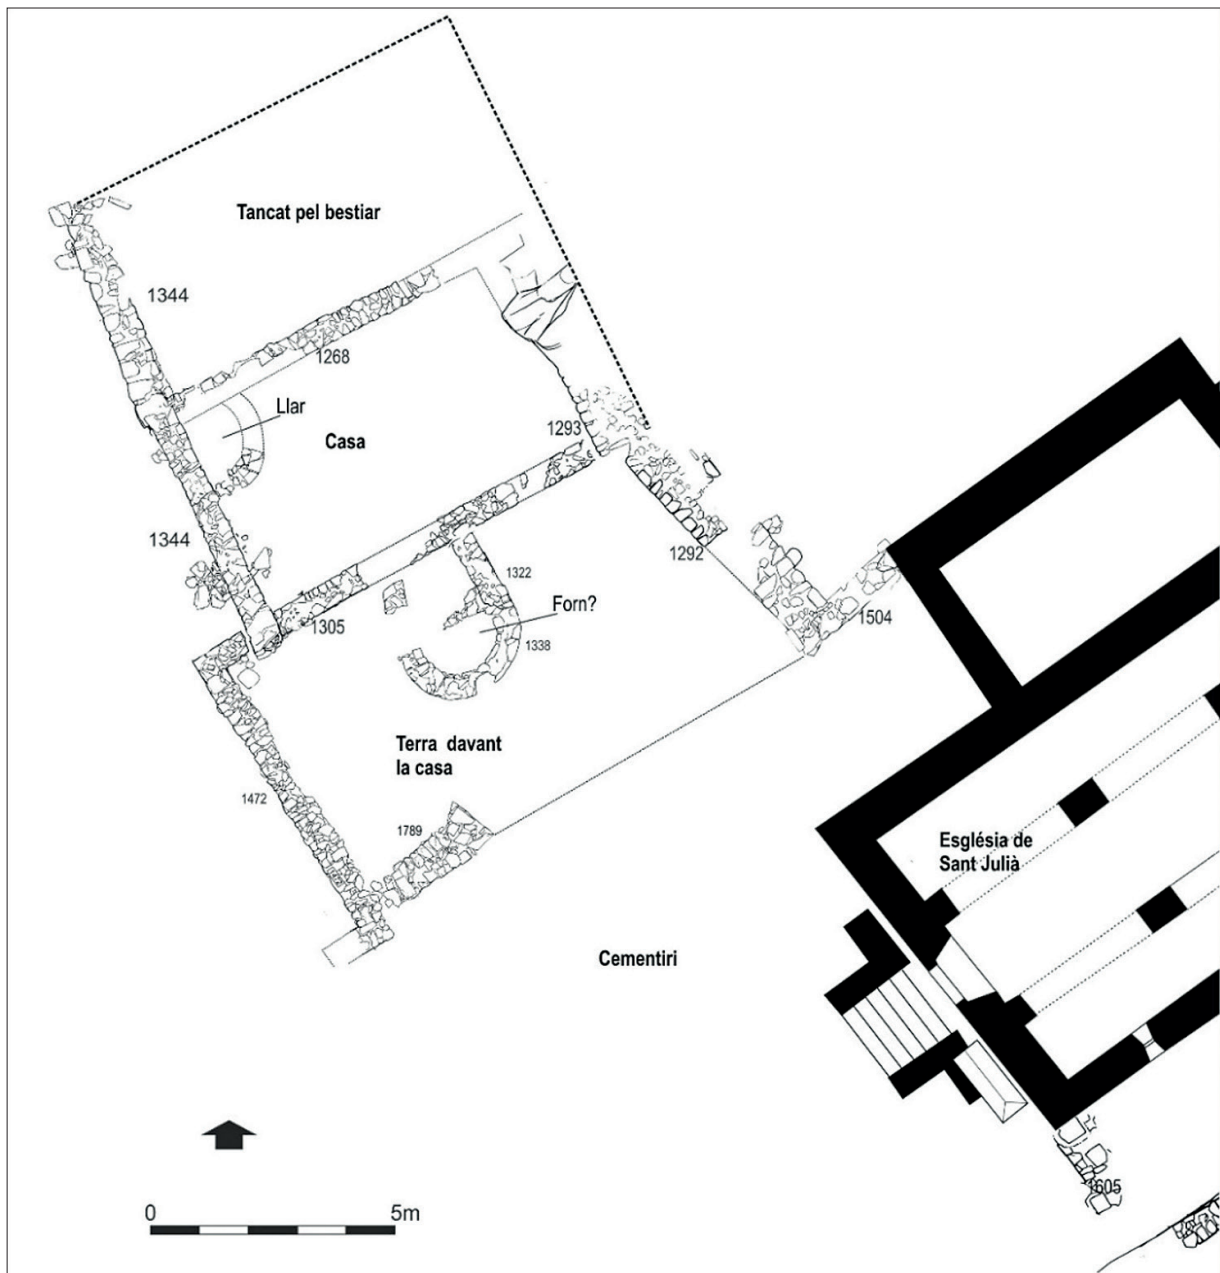 Tancat pel bestiar
1344
1268
Llar
Casa
1293
1344
1292
1322
Forn?
1305
1338
1504
Terra davant
la casa
1472
1789
Església de
Sant Julià
Cementiri
1605
0 5m